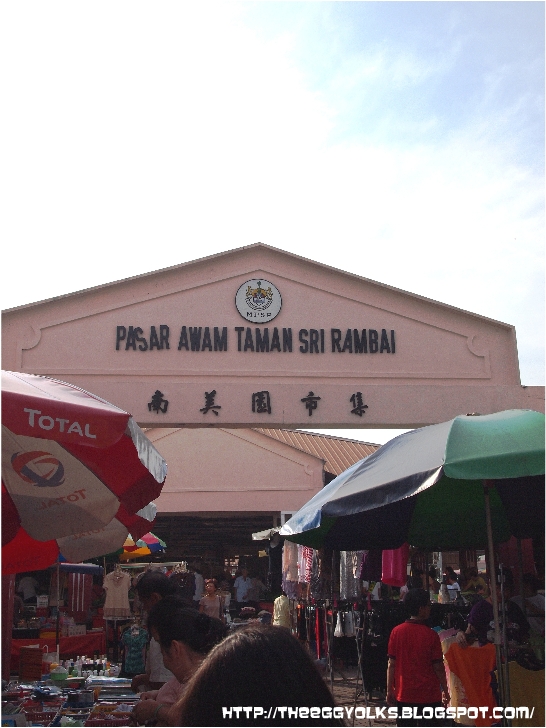 MPSP
PASAR AWAM TAMAN SRI RAMBAI
南美園市集
TOTAL
TOTAL
HTTP://THEEGGYOLKS.BLOGSPOT.COM/